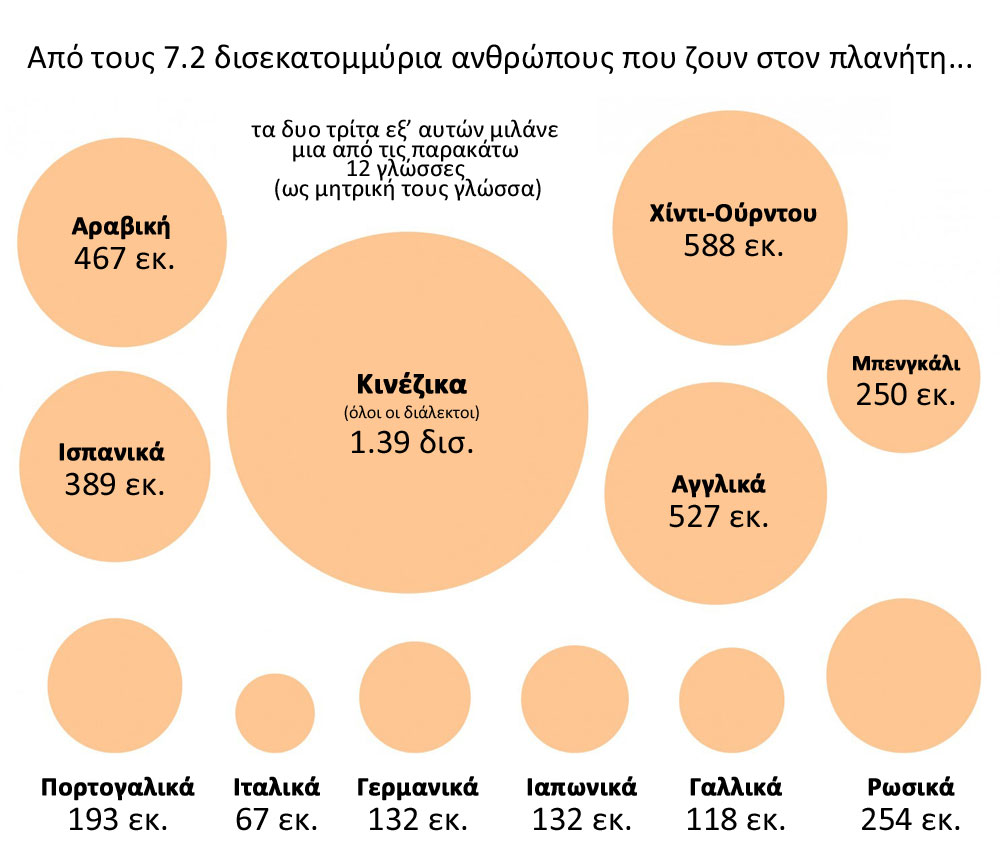 Από τους 7.2 δισεκατομμύρια ανθρώπους που ζουν στον πλανήτη...
τα δυο τρίτα εξ’ αυτών μιλάνε
μια από τις παρακάτω
12 γλώσσες
(ως μητρική τους γλώσσα)
Αραβική
467 εκ.
Χίντι-Ούρντου
588 εκ.
Κινέζικα
(όλοι οι διάλεκτοι)
1.39 δισ.
Μπενγκάλι
250 εκ.
Ισπανικά
389 εκ.
Αγγλικά
527 εκ.
Πορτογαλικά
193 εκ.
Ιταλικά
67 εκ.
Γερμανικά
132 εκ.
Ιαπωνικά
132 εκ.
Γαλλικά
118 εκ.
Ρωσικά
254 εκ.